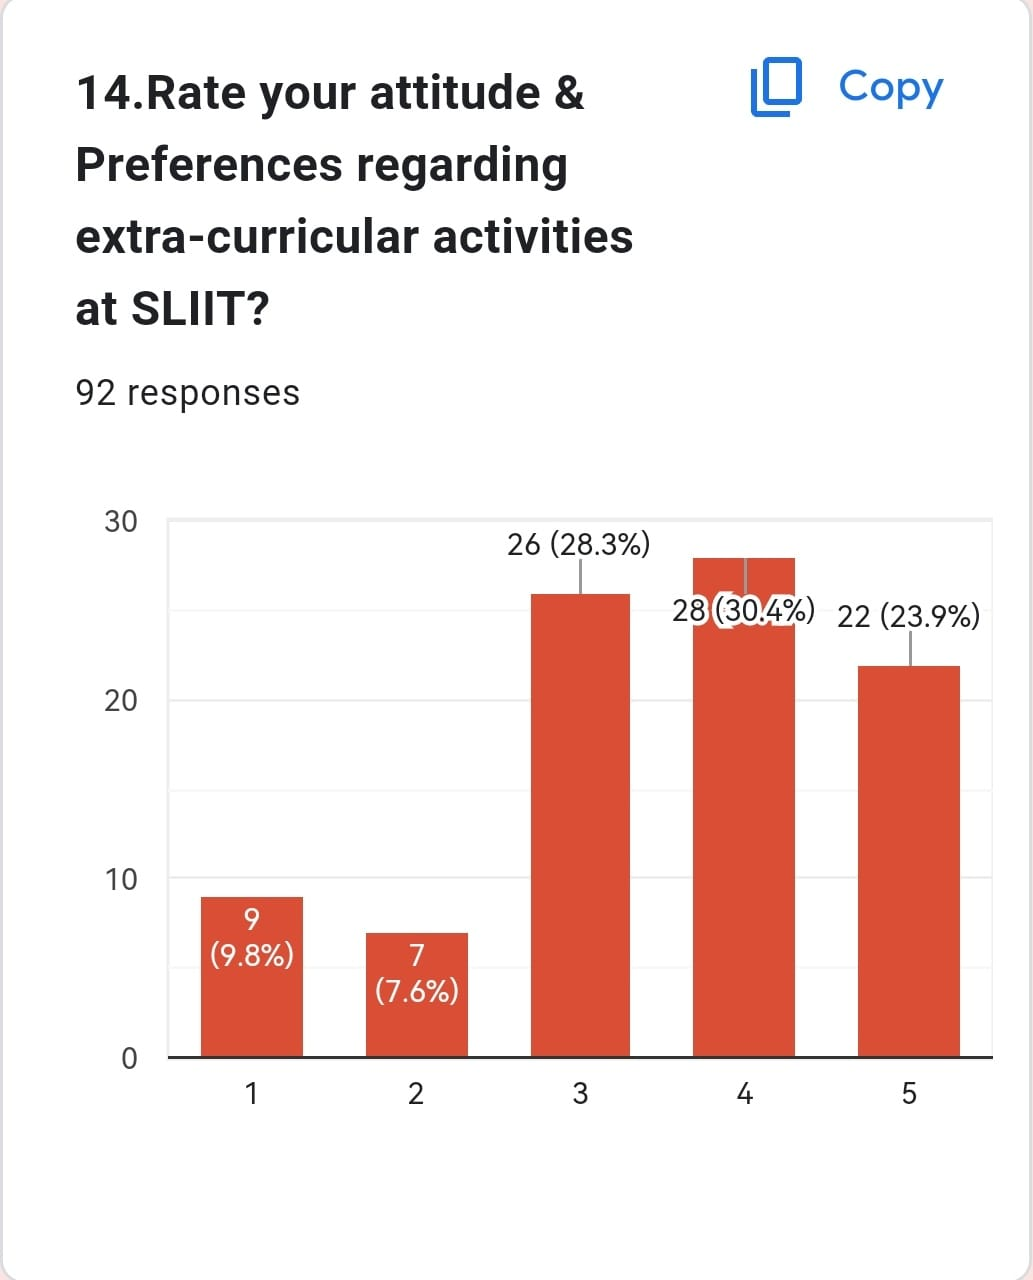 14.Rate your attitude &
Preferences regarding
extra-curricular activities
at SLIIT?
Copy
92 responses
30
20
10
0
26 (28.3%)
28 (30.4%)
22 (23.9%)
9
(9.8%)
7
(7.6%)
1
2
3
4
5